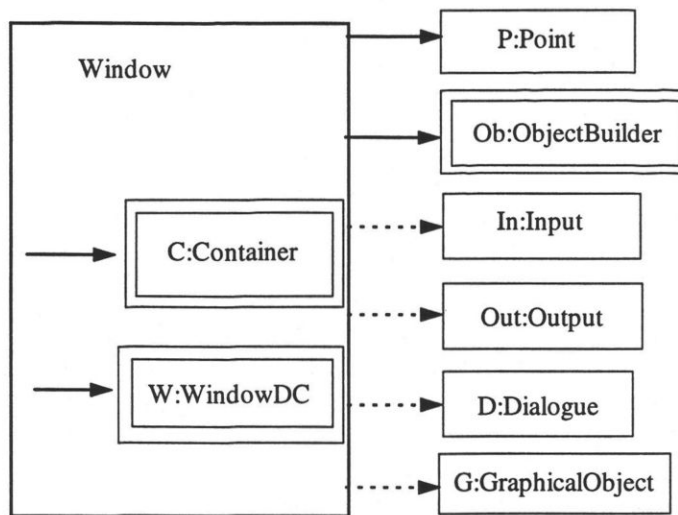 P:Point
Window
Ob:ObjectBuilder
In:Input
C:Container
Out:Output
W:WindowDC
D:Dialogue
G:GraphicalObject